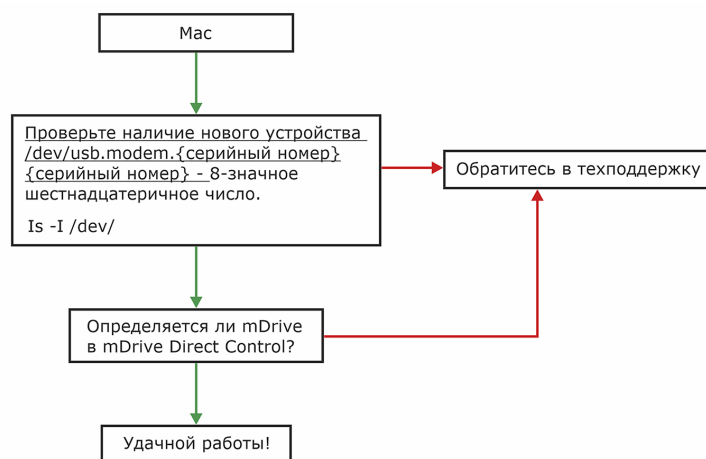 Mac
Проверьте наличие нового устройства
/dev/usb.modem.{серийный номер}
{серийный номер} - 8-значное
шестнадцатеричное число.
Is -I /dev/
Обратитесь в техподдержку
Определяется ли mDrive
в mDrive Direct Control?
Удачной работы!